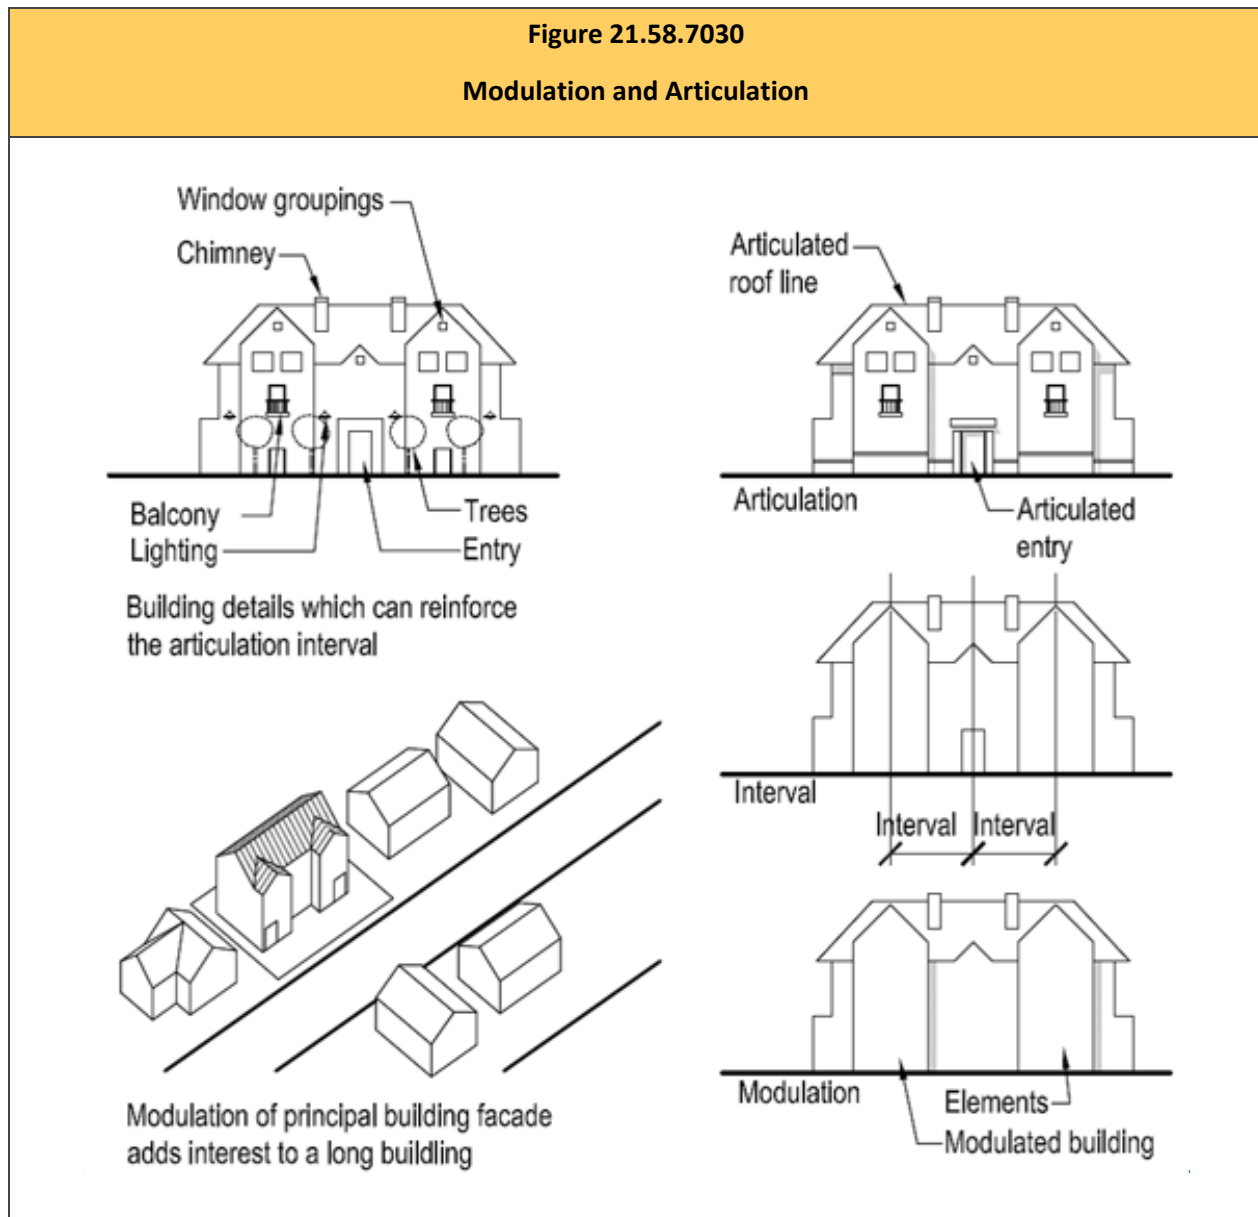 Figure 21.58.7030
Modulation and Articulation
Window groupings
Chimney
Balcony
Lighting
Trees
Entry
Building details which can reinforce
the articulation interval
Articulated
roof line
Articulation
Articulated
entry
Interval
Interval
Interval
Modulation of principal building facade
adds interest to a long buildling
Modulation
Elements
Modulated building